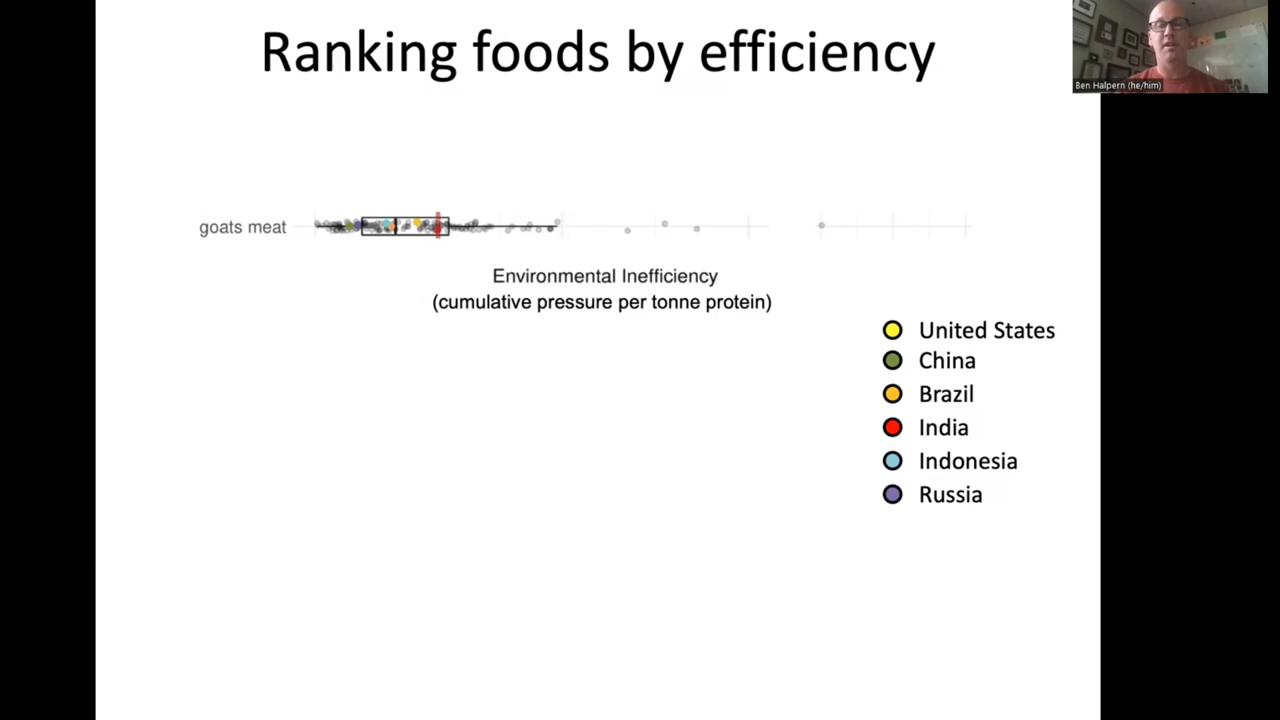 Ranking foods by efficiency
Ben Halpern (he/him)
goats meat
Environmental Inefficiency
(cumulative pressure per tonne protein)
United States
China
Brazil
India
Indonesia
Russia